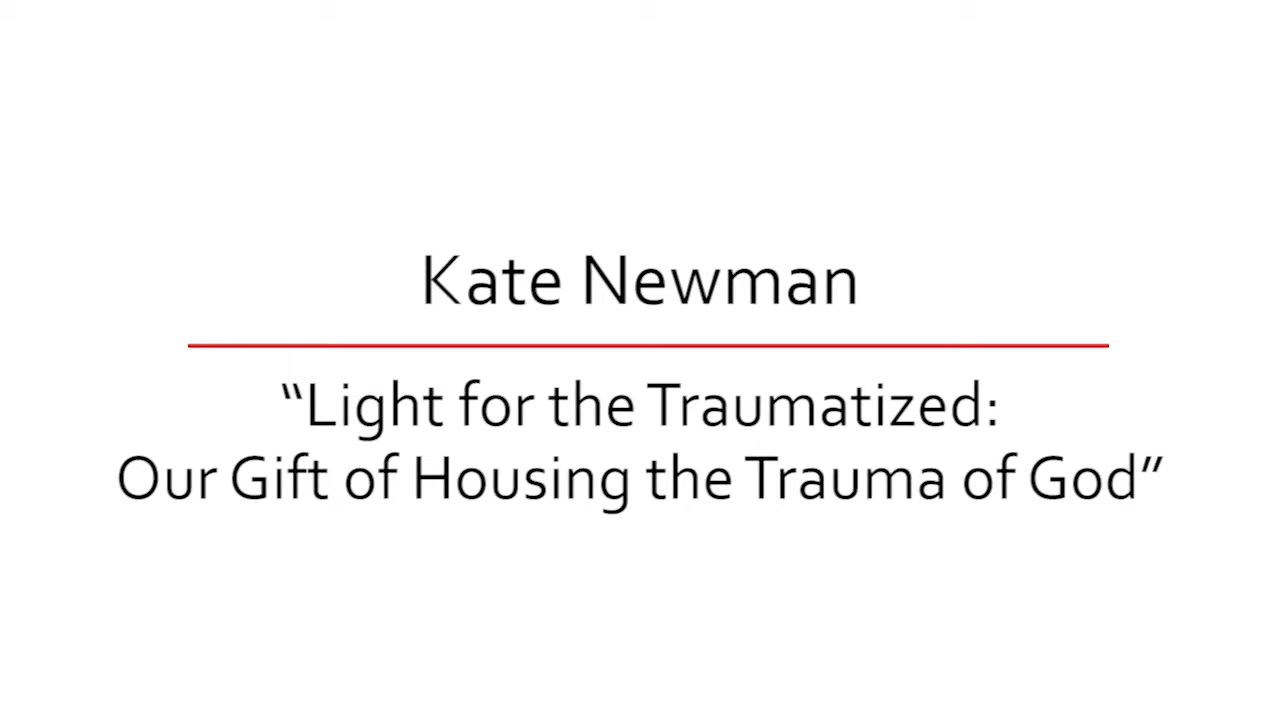 Kate Newman
“Light for the Traumatized:
Our Gift of Housing the Trauma of God”